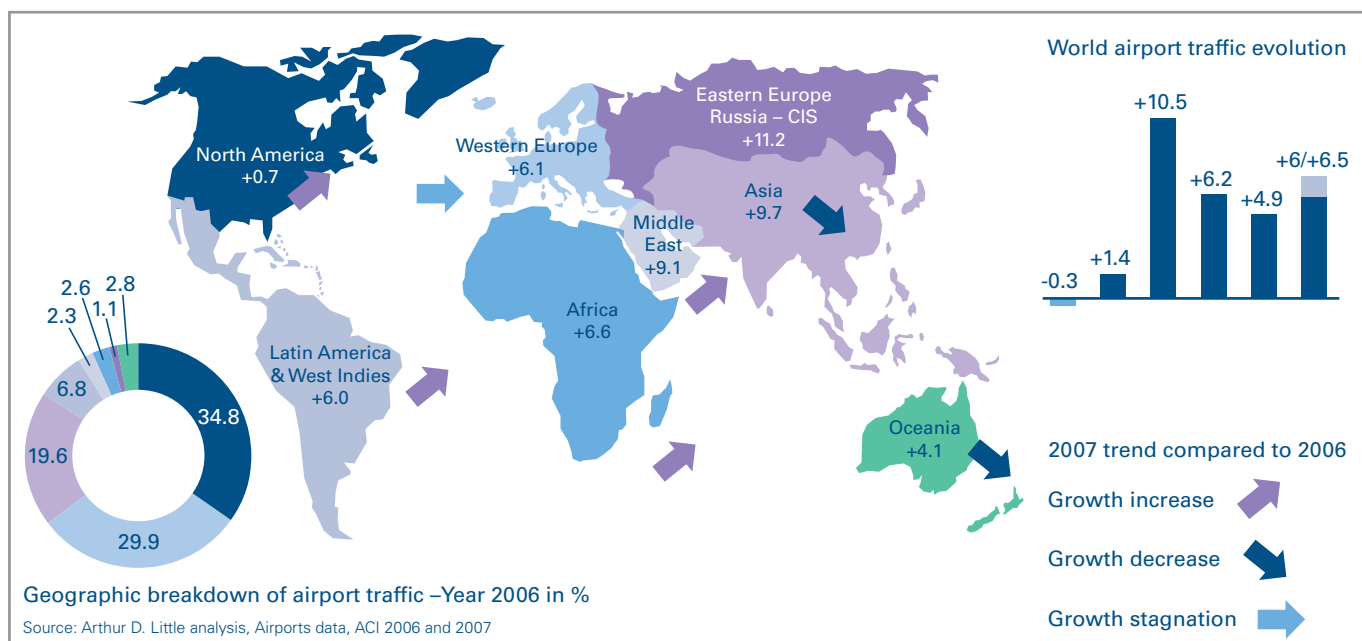 World airport traffic evolution
-0.3
+1.4
+10.5
+6.2
+4.9
+6/+6.5
North America
+0.7
Western Europe
+6.1
Eastern Europe
Russia – CIS
+11.2
Asia
+9.7
Middle
East
+9.1
Africa
+6.6
Latin America
& West Indies
+6.0
Oceania
+4.1
2.3
2.6
1.1
2.8
6.8
34.8
19.6
29.9
2007 trend compared to 2006
Growth increase
Growth decrease
Growth stagnation
Geographic breakdown of airport traffic –Year 2006 in %
Source: Arthur D. Little analysis, Airports data, ACI 2006 and 2007